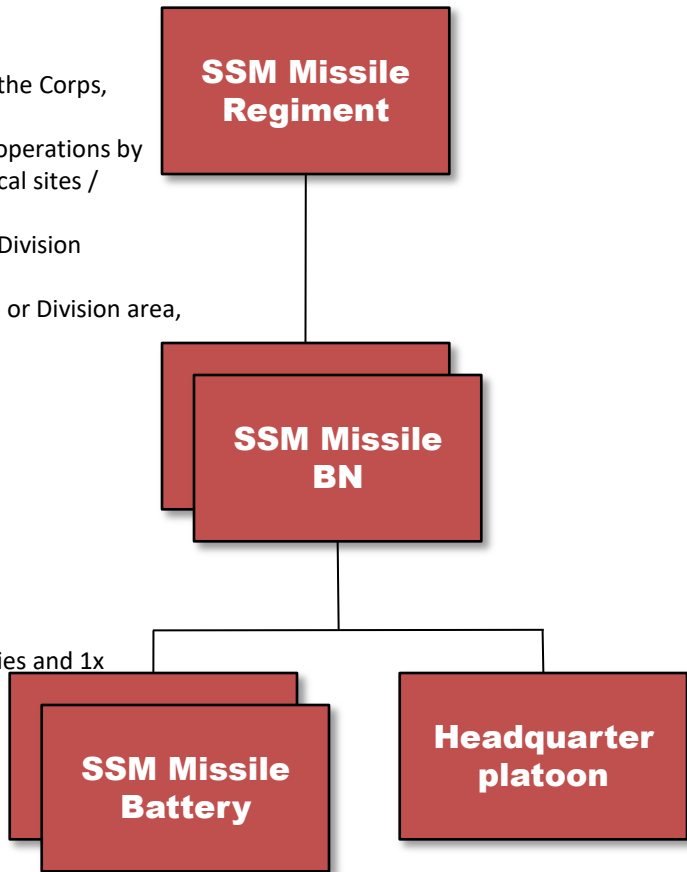 the Corps,
SSM Missile
Regiment
operations by
cal sites /
Division
or Division area,
SSM Missile
BN
ies and 1x
SSM Missile
Battery
Headquarter
platoon